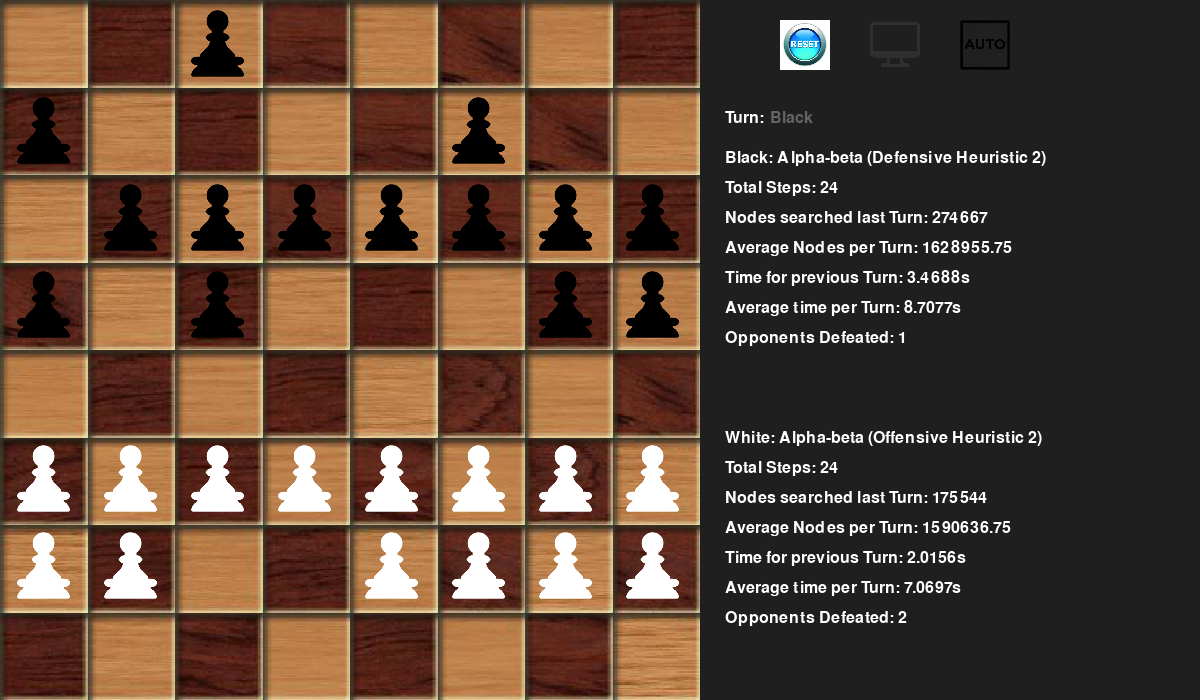 RESET
AUTO
Turn: Black
Black: Alpha-beta (Defensive Heuristic 2)
Total Steps: 24
Nodes searched last Turn: 274667
Average Nodes per Turn: 1628955.75
Time for previous Turn: 3.4688s
Average time per Turn: 8.7077s
Opponents Defeated: 1
White: Alpha-beta (Offensive Heuristic 2)
Total Steps: 24
Nodes searched last Turn: 175544
Average Nodes per Turn: 1590636.75
Time for previous Turn: 2.0156s
Average time per Turn: 7.0697s
Opponents Defeated: 2